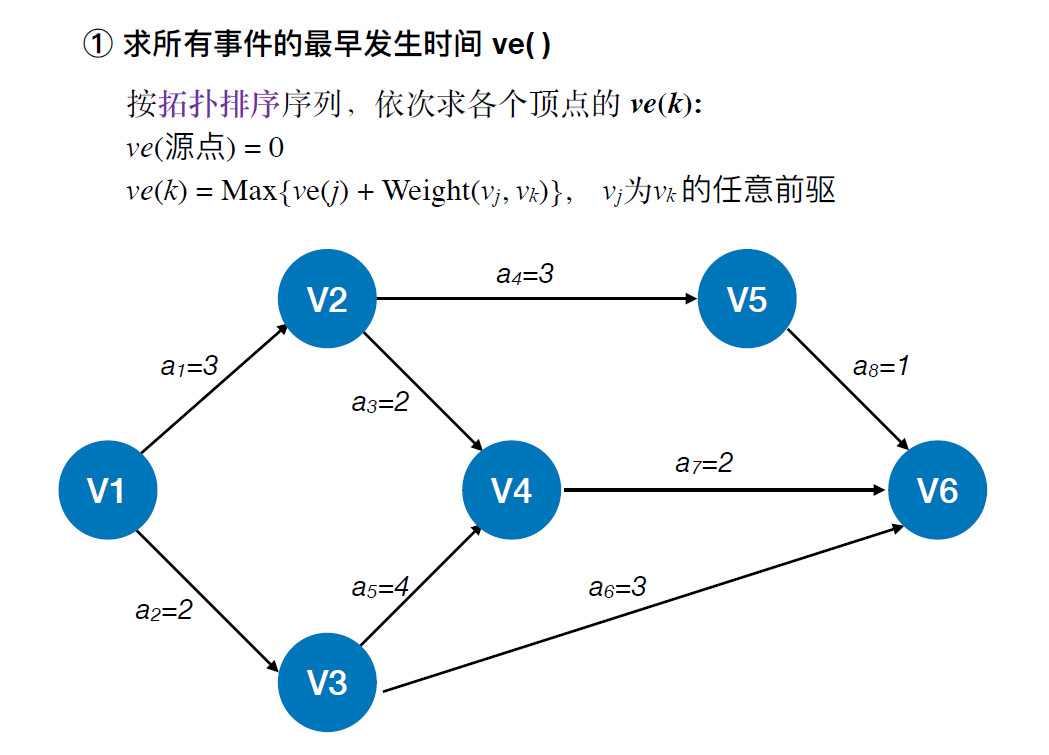 ① 求所有事件的最早发生时间 ve( )
按拓扑排序序列，依次求各个顶点的 ve(k):
ve(源点) = 0
ve(k) = Max{ve(j) + Weight(vj, vk)}, vj为vk 的任意前驱
V2
a4=3
V5
a1=3
a8=1
a3=2
V1
V4
a7=2
V6
a2=2
a5=4
a6=3
V3